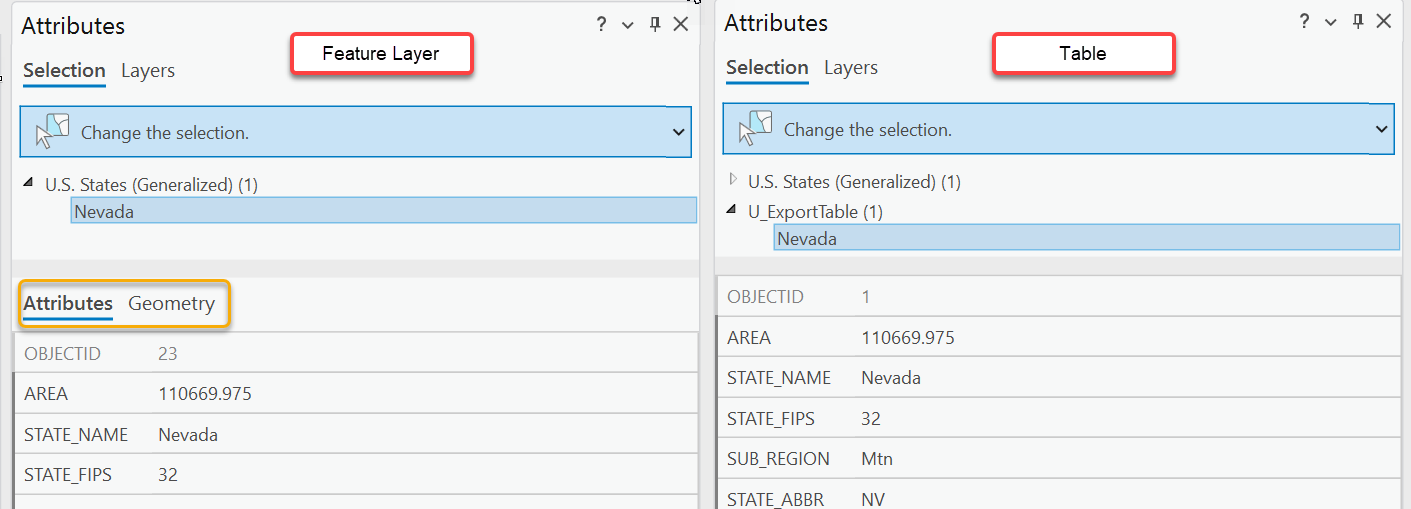 Attributes
?
Feature Layer
Selection Layers
Change the selection.
U.S. States (Generalized) (1)
Nevada
Attributes Geometry
OBJECTID 23
AREA 110669.975
STATE_NAME Nevada
STATE_FIPS 32
Attributes
?
Table
Selection Layers
Change the selection.
U.S. States (Generalized) (1)
U_ExportTable (1)
Nevada
OBJECTID 1
AREA 110669.975
STATE_NAME Nevada
STATE_FIPS 32
SUB_REGION Mtn
STATE_ABBR NV